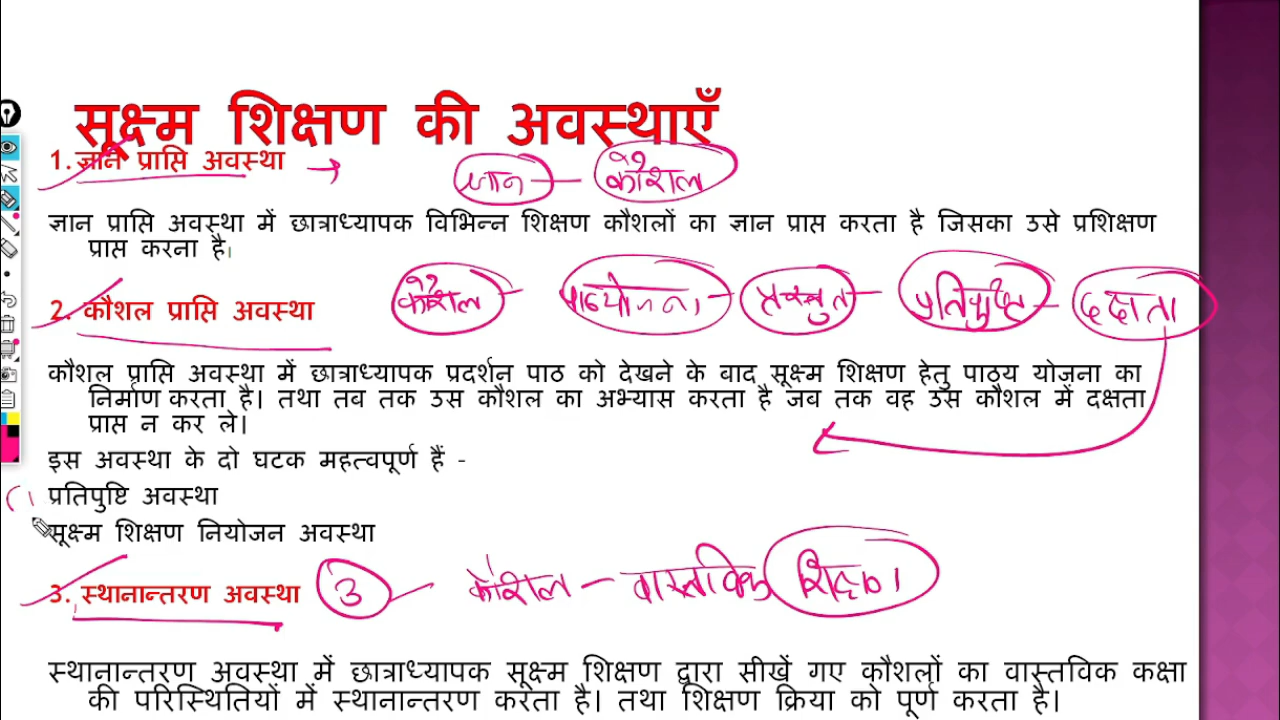 सूक्ष्म शिक्षण की अवस्थाएँ
1. ज्ञान प्राप्ति अवस्था
ज्ञान - कौशल
ज्ञान प्राप्ति अवस्था में छात्राध्यापक विभिन्न शिक्षण कौशलों का ज्ञान प्राप्त करता है जिसका उसे प्रशिक्षण
प्राप्त करना है।
2. कौशल प्राप्ति अवस्था
कौशल - पाठयोजना - प्रस्तुत - प्रतिपुष्टि - दक्षता
कौशल प्राप्ति अवस्था में छात्राध्यापक प्रदर्शन पाठ को देखने के बाद सूक्ष्म शिक्षण हेतु पाठ्य योजना का
निर्माण करता है। तथा तब तक उस कौशल का अभ्यास करता है जब तक वह उस कौशल में दक्षता
प्राप्त न कर ले।
इस अवस्था के दो घटक महत्वपूर्ण हैं -
प्रतिपुष्टि अवस्था
सूक्ष्म शिक्षण नियोजन अवस्था
3. स्थानान्तरण अवस्था
3 - कौशल - वास्तविक शिक्षण
स्थानान्तरण अवस्था में छात्राध्यापक सूक्ष्म शिक्षण द्वारा सीखें गए कौशलों का वास्तविक कक्षा
की परिस्थितियों में स्थानान्तरण करता है। तथा शिक्षण क्रिया को पूर्ण करता है।